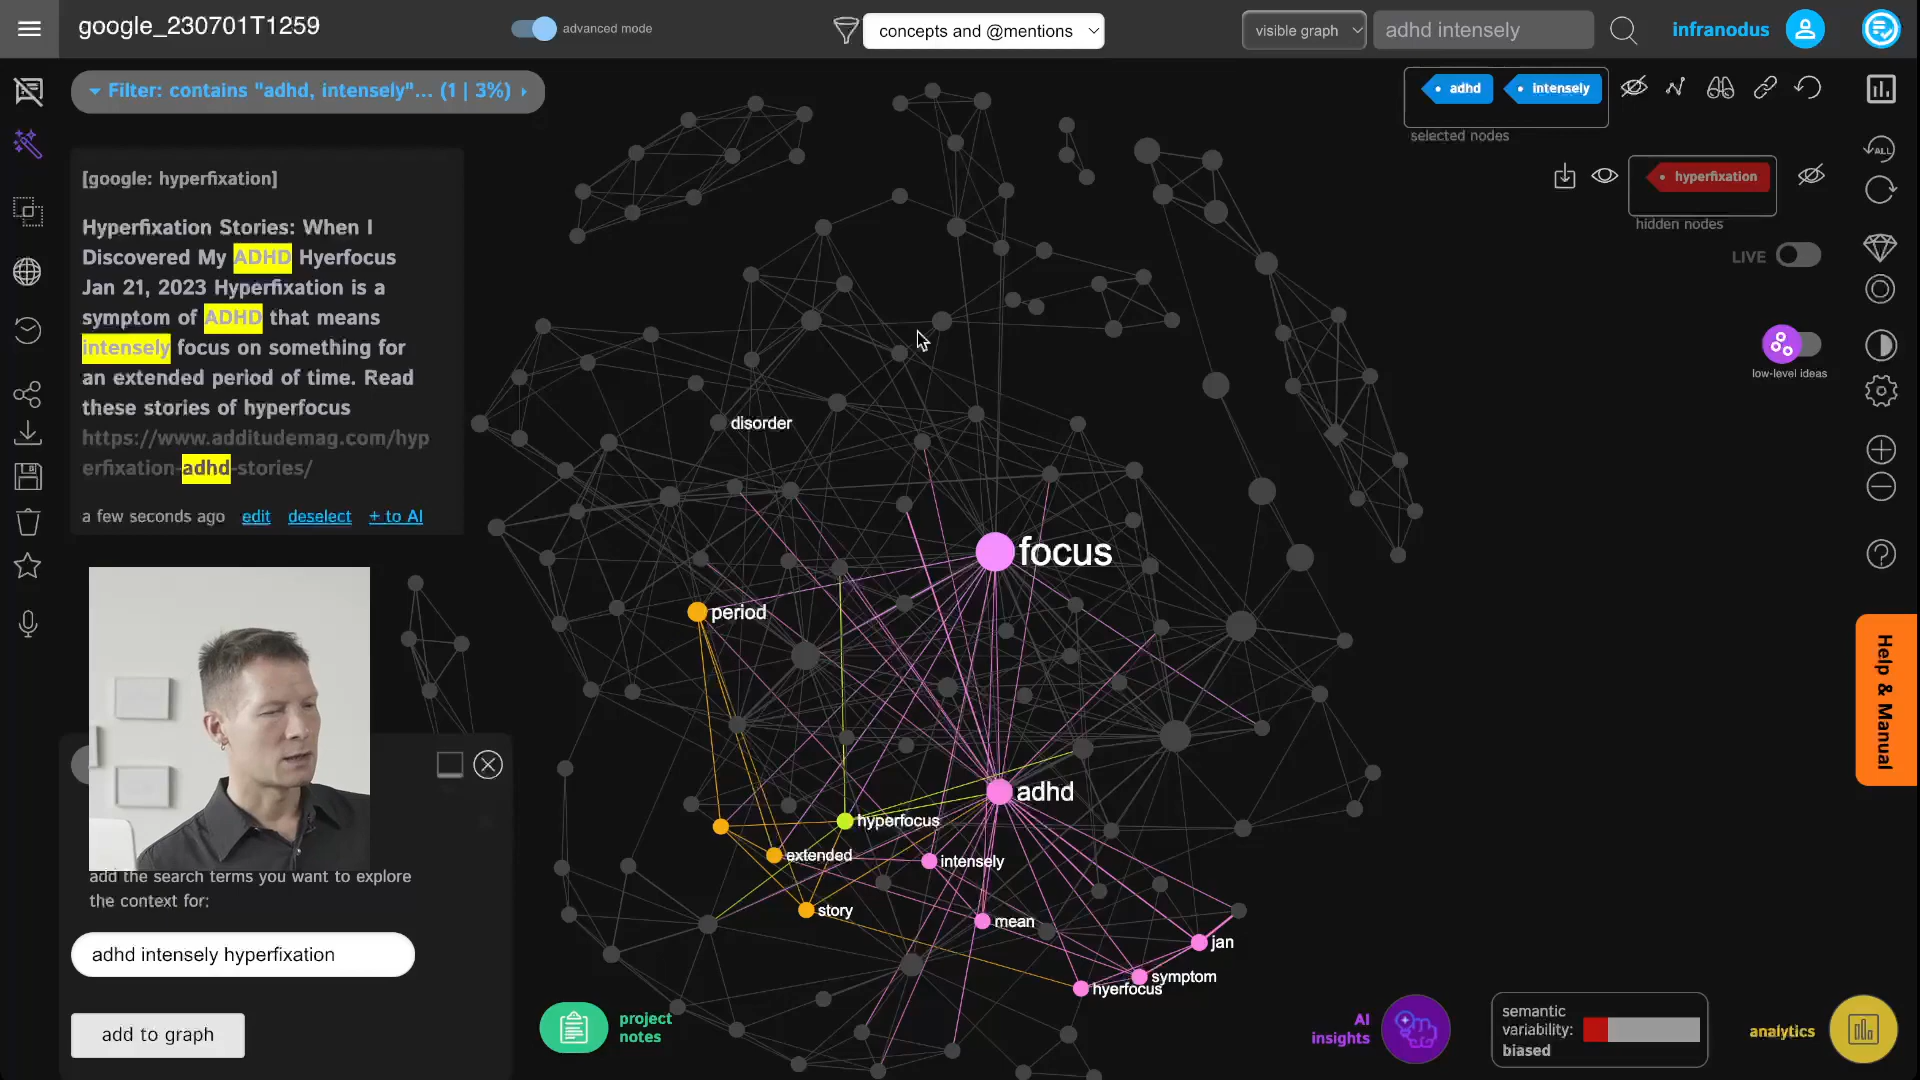 google_230701T1259
advanced mode
concepts and @mentions
visible graph
adhd intensely
infranodus
Filter: contains "adhd, intensely"... (1 | 3%)
adhd
intensely
selected nodes
ALL
hyperfixation
hidden nodes
LIVE
low-level ideas
[google: hyperfixation]
Hyperfixation Stories: When I
Discovered My ADHD Hyerfocus
Jan 21, 2023 Hyperfixation is a
symptom of ADHD that means
intensely focus on something for
an extended period of time. Read
these stories of hyperfocus
https://www.additudemag.com/hyp
erfixation-adhd-stories/
a few seconds ago edit deselect + to AI
disorder
focus
period
adhd
hyperfocus
extended
intensely
story
mean
jan
symptom
hyerfocus
Help & Manual
add the search terms you want to explore
the context for:
adhd intensely hyperfixation
add to graph
project
notes
AI
insights
semantic
variability:
biased
analytics